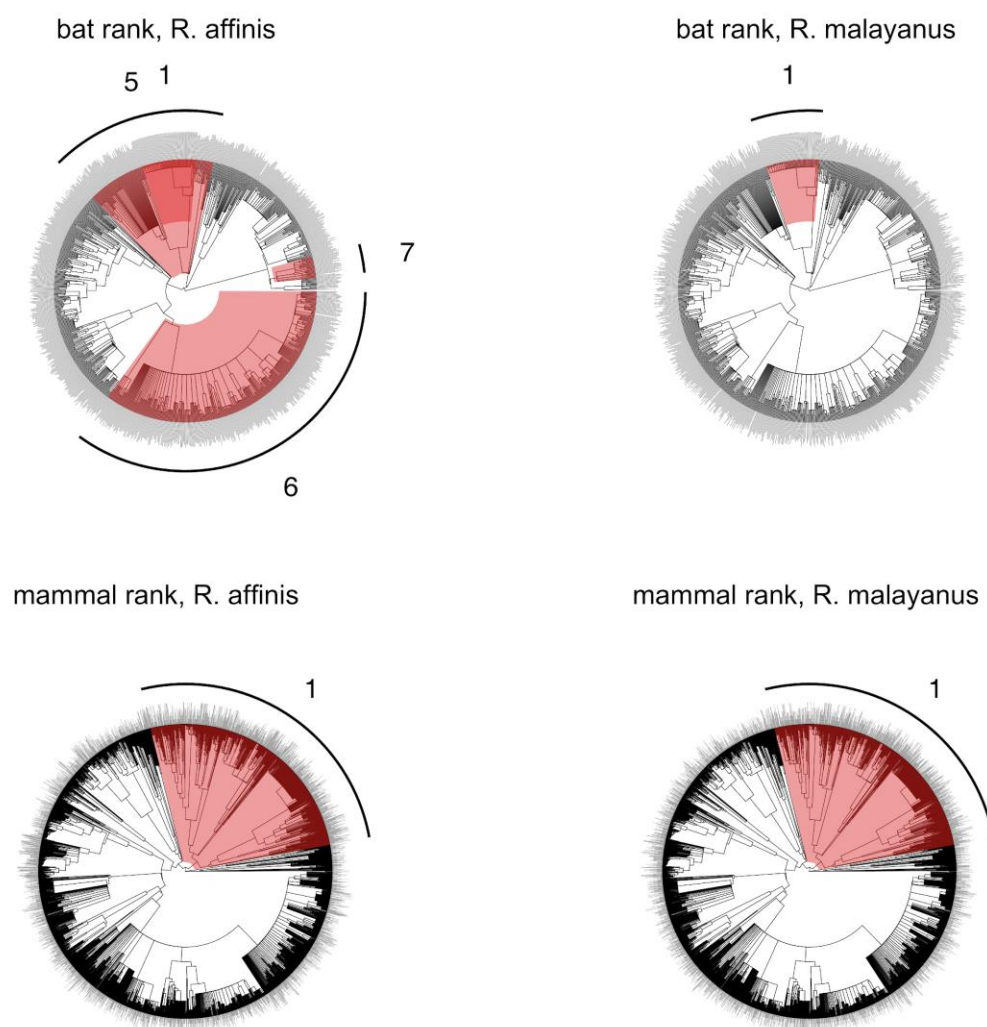 bat rank, R. affinis
bat rank, R. malayanus
5 1
1
7
6
mammal rank, R. affinis
mammal rank, R. malayanus
1
1